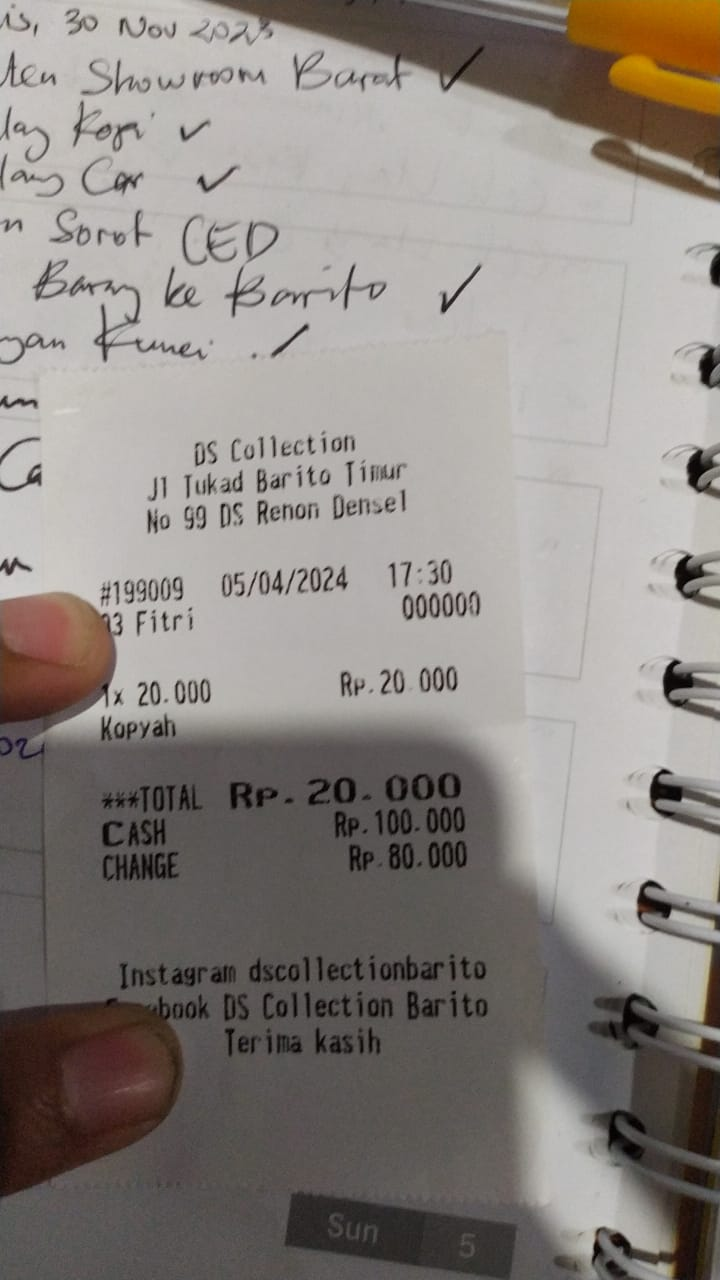 30 Nov 2023
Showroom Barat ✓
Kopi ✓
Car ✓
Sorot CED
Barang ke Barito ✓
Kunci
DS Collection
Jl Tukad Barito Timur
No 99 DS Renon Densel
#199009 05/04/2024 17:30
Fitri 000000
1x 20.000 Rp.20.000
Kopyah
***TOTAL Rp.20.000
CASH Rp.100.000
CHANGE Rp.80.000
Instagram dscollectionbarito
DS Collection Barito
Terima kasih
Sun 5